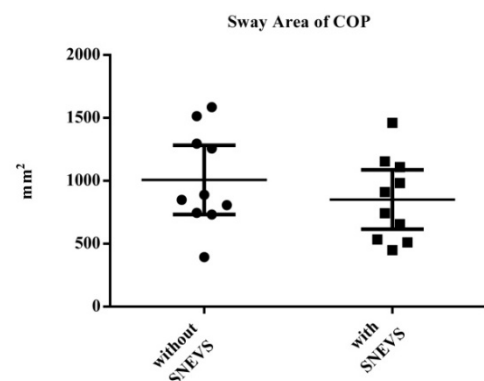 Sway Area of COP
2000
1500
1000
500
0
mm²
without
SNEVS
with
SNEVS